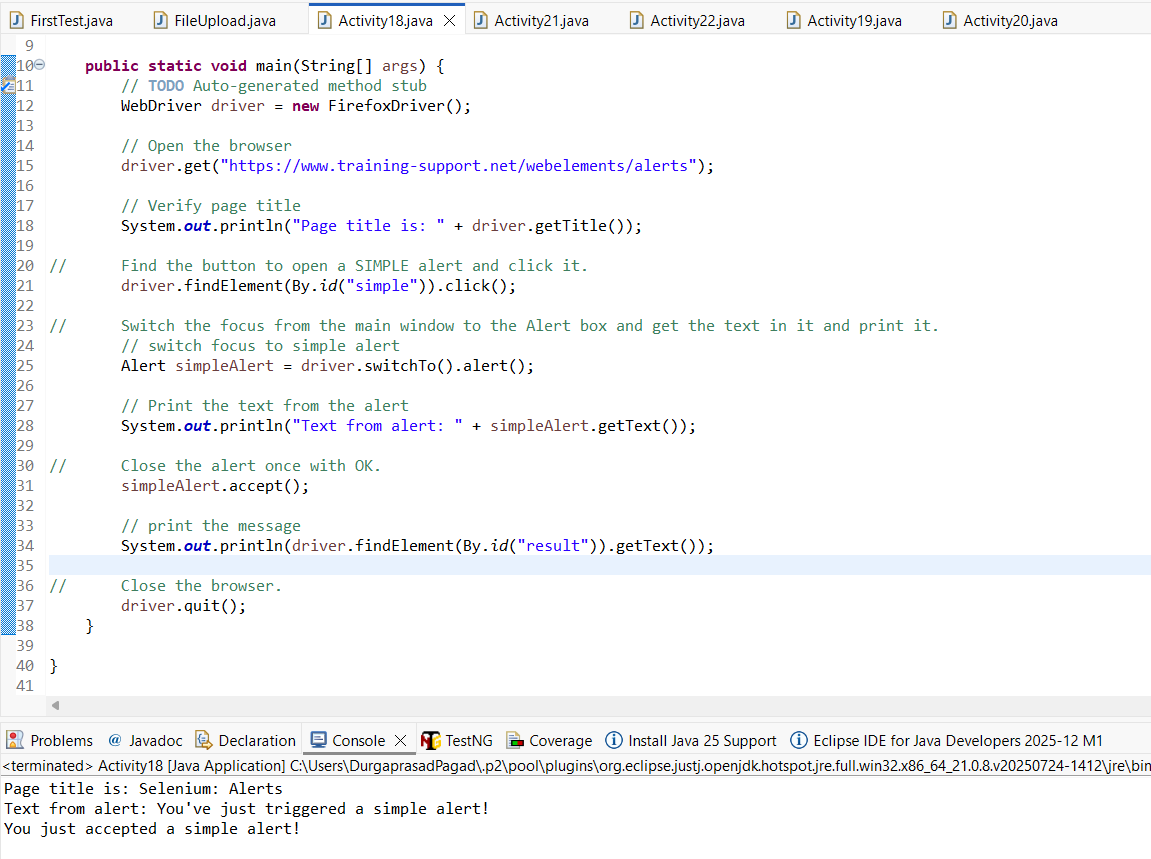 FirstTest.java FileUpload.java Activity18.java Activity21.java Activity22.java Activity19.java Activity20.java
9
10 public static void main(String[] args) {
11 // TODO Auto-generated method stub
12 WebDriver driver = new FirefoxDriver();
13
14 // Open the browser
15 driver.get("https://www.training-support.net/webelements/alerts");
16
17 // Verify page title
18 System.out.println("Page title is: " + driver.getTitle());
19
20 // Find the button to open a SIMPLE alert and click it.
21 driver.findElement(By.id("simple")).click();
22
23 // Switch the focus from the main window to the Alert box and get the text in it and print it.
24 // switch focus to simple alert
25 Alert simpleAlert = driver.switchTo().alert();
26
27 // Print the text from the alert
28 System.out.println("Text from alert: " + simpleAlert.getText());
29
30 // Close the alert once with OK.
31 simpleAlert.accept();
32
33 // print the message
34 System.out.println(driver.findElement(By.id("result")).getText());
35
36 // Close the browser.
37 driver.quit();
38 }
39
40 }
41
Problems @ Javadoc Declaration Console TestNG Coverage Install Java 25 Support Eclipse IDE for Java Developers 2025-12 M1
<terminated> Activity18 [Java Application] C:\Users\DurgaprasadPagad\.p2\pool\plugins\org.eclipse.justj.openjdk.hotspot.jre.full.win32.x86_64_21.0.8.v20250724-1412\jre\bin
Page title is: Selenium: Alerts
Text from alert: You've just triggered a simple alert!
You just accepted a simple alert!